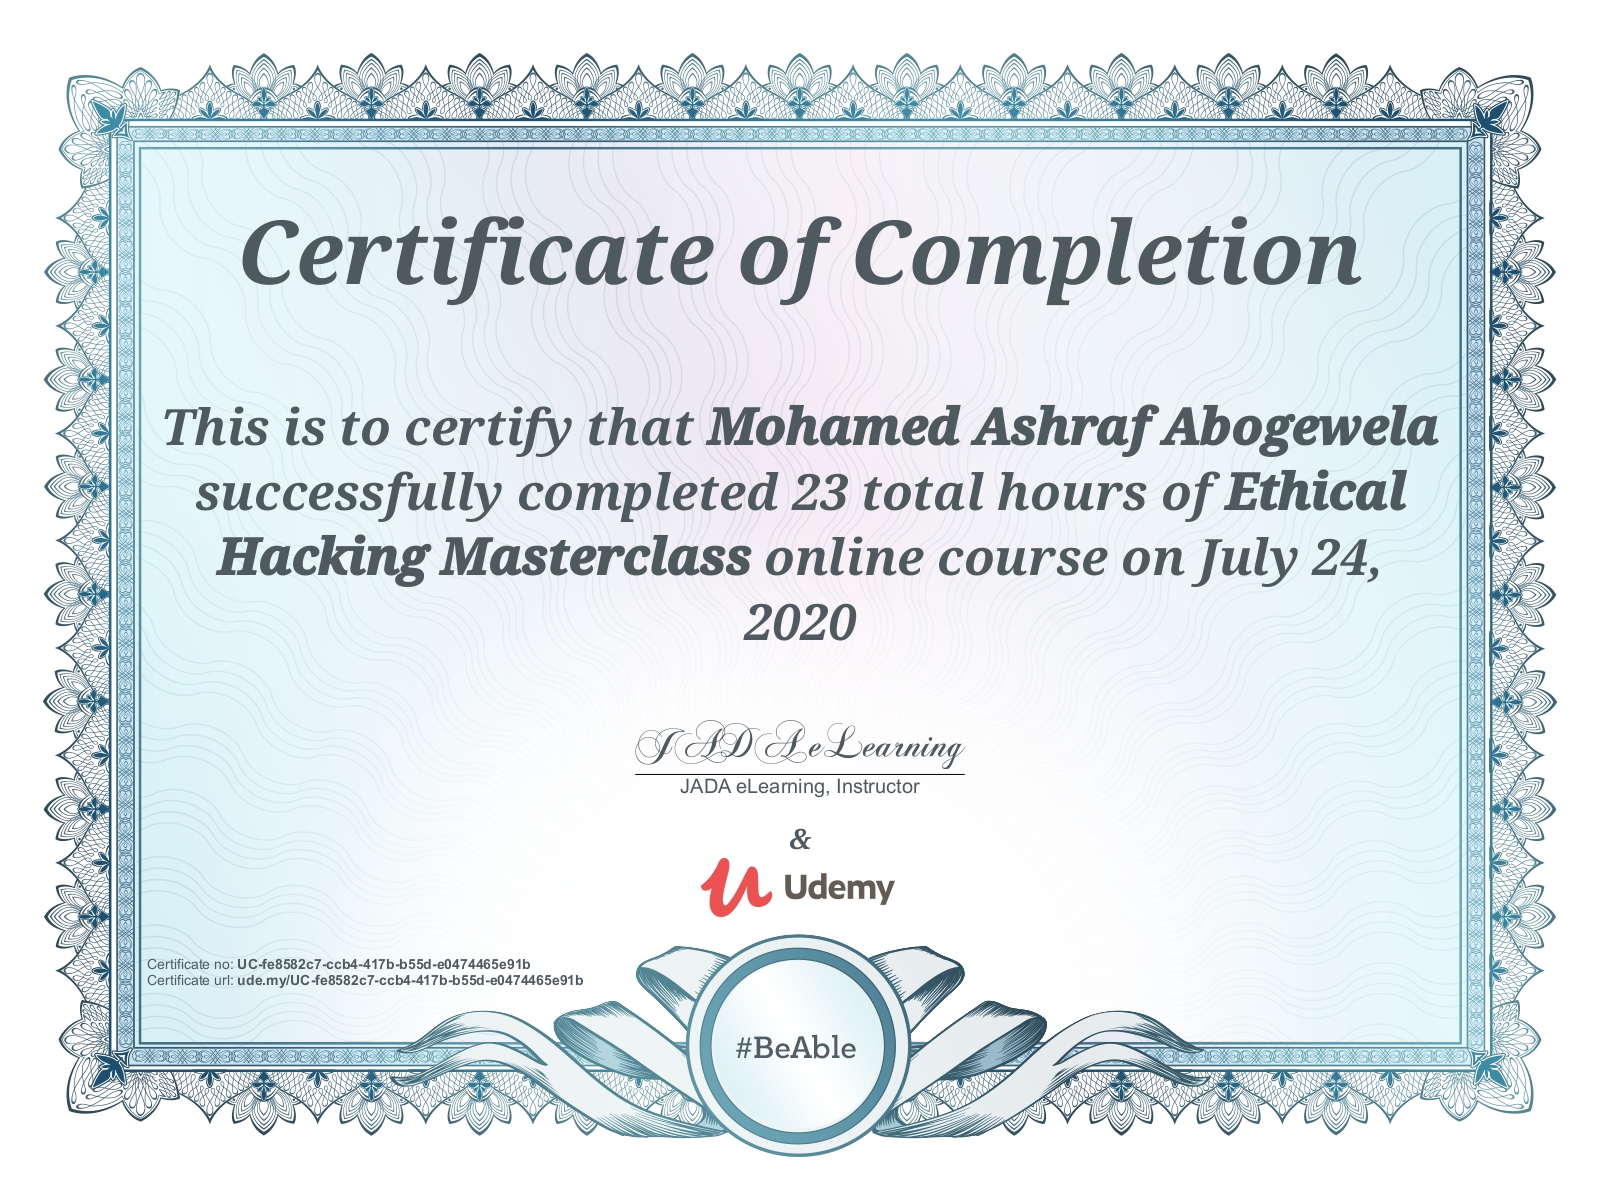 Certificate of Completion
This is to certify that Mohamed Ashraf Abogewela
successfully completed 23 total hours of Ethical
Hacking Masterclass online course on July 24,
2020
JADA eLearning
JADA eLearning, Instructor
&
Udemy
Certificate no: UC-fe8582c7-ccb4-417b-b55d-e0474465e91b
Certificate url: ude.my/UC-fe8582c7-ccb4-417b-b55d-e0474465e91b
#BeAble